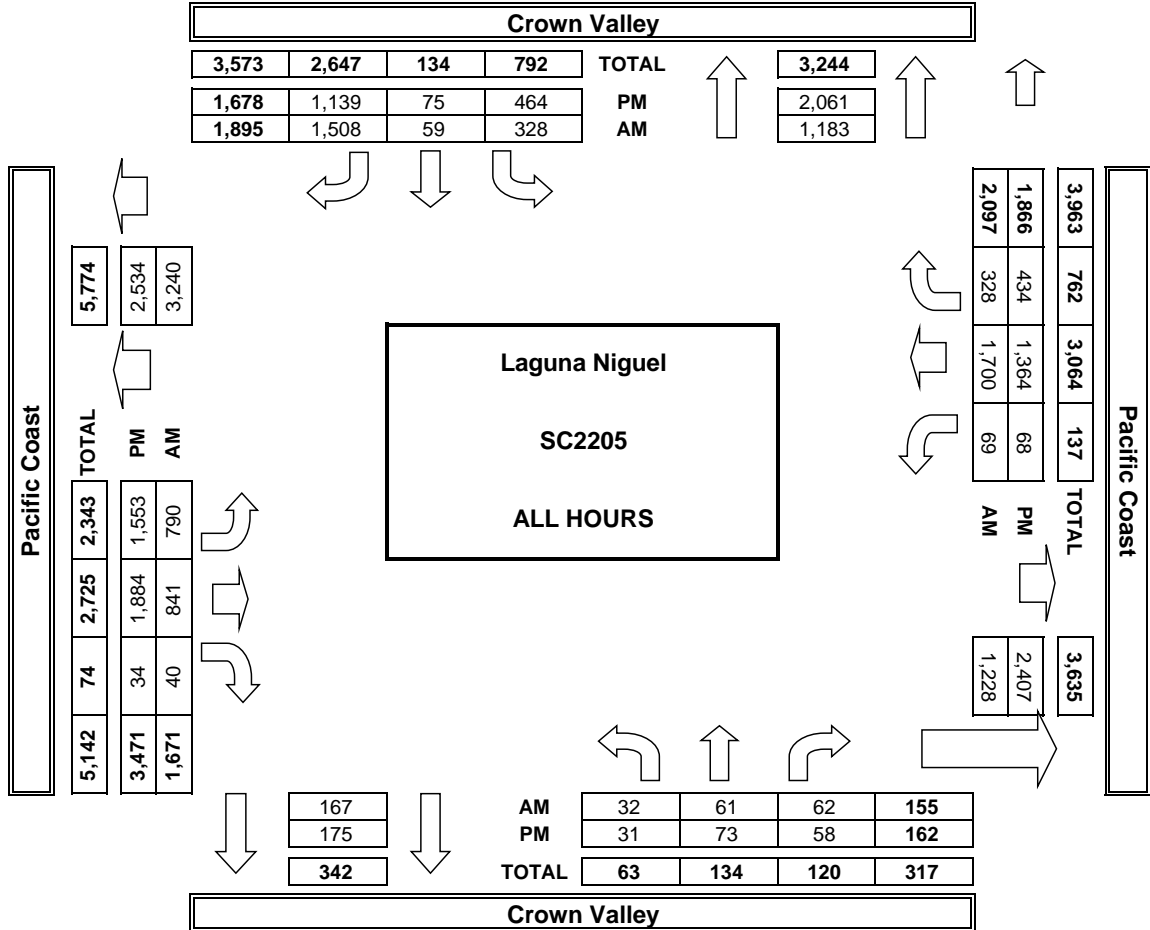 Crown Valley
3,573 2,647 134 792 TOTAL 3,244
1,678 1,139 75 464 PM 2,061
1,895 1,508 59 328 AM 1,183
Pacific Coast
5,774
2,534
3,240
TOTAL 2,343 2,725 74 5,142
PM 1,553 1,884 34 3,471
AM 790 841 40 1,671
Laguna Niguel
SC2205
ALL HOURS
3,963 762 3,064 137 TOTAL 3,635
1,866 434 1,364 68 PM 2,407
2,097 328 1,700 69 AM 1,228
Pacific Coast
167 AM 32 61 62 155
175 PM 31 73 58 162
342 TOTAL 63 134 120 317
Crown Valley